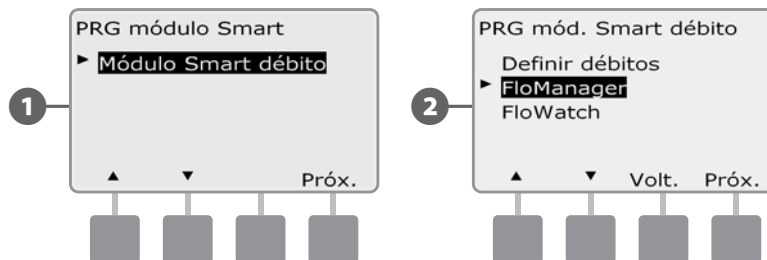 1
PRG módulo Smart
► Módulo Smart débito
▲ ▼ Próx.
2
PRG mód. Smart débito
Definir débitos
► FloManager
FloWatch
▲ ▼ Volt. Próx.